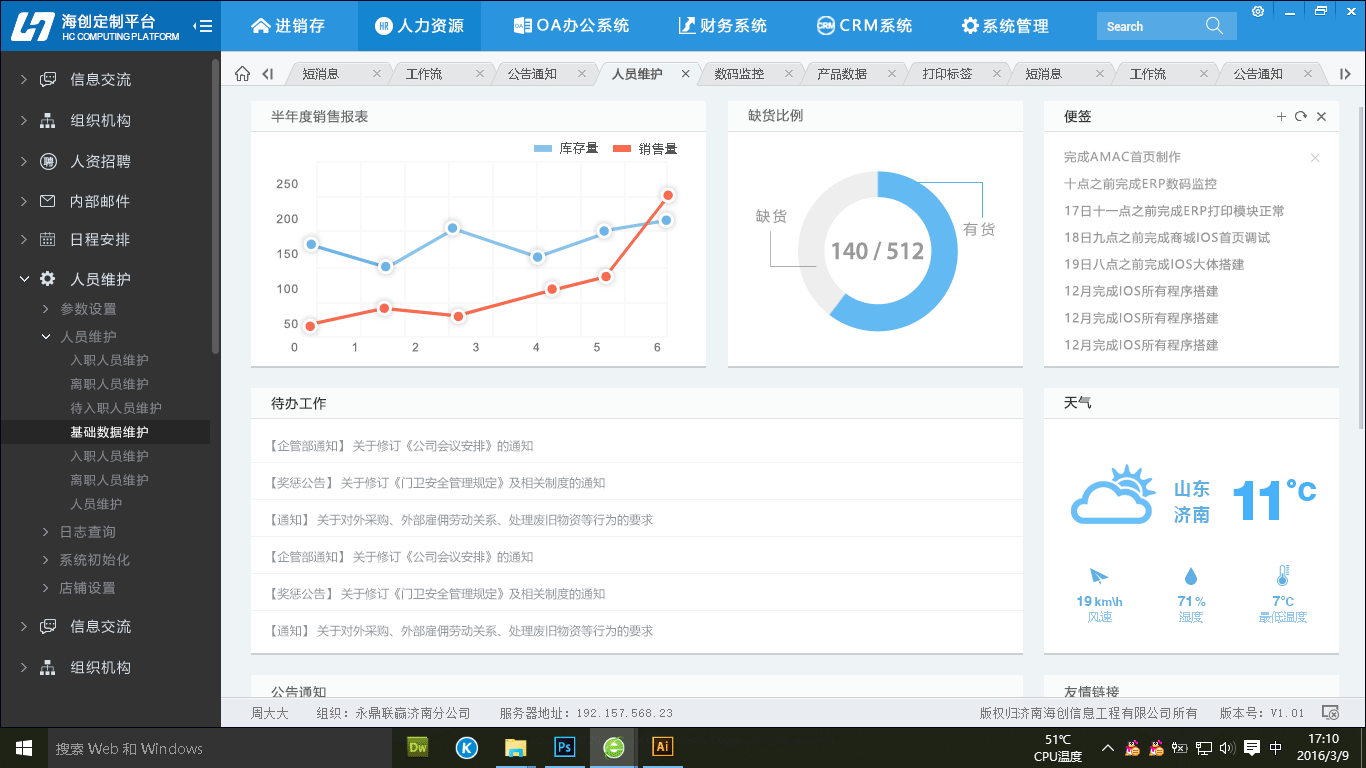 海创定制平台
HC COMPUTING PLATFORM
进销存
HR 人力资源
OA OA办公系统
财务系统
CRM CRM系统
系统管理
Search
短消息
工作流
公告通知
人员维护
数码监控
产品数据
打印标签
短消息
工作流
公告通知
信息交流
组织机构
聘 人资招聘
内部邮件
日程安排
人员维护
参数设置
人员维护
入职人员维护
离职人员维护
待入职人员维护
基础数据维护
入职人员维护
离职人员维护
人员维护
日志查询
系统初始化
店铺设置
信息交流
组织机构
半年度销售报表
库存量 销售量
250
200
150
100
50
0 1 2 3 4 5 6
缺货比例
缺货
有货
140 / 512
便签
完成AMAC首页制作
十点之前完成ERP数码监控
17日十一点之前完成ERP打印模块正常
18日九点之前完成商城IOS首页调试
19日八点之前完成IOS大体搭建
12月完成IOS所有程序搭建
12月完成IOS所有程序搭建
12月完成IOS所有程序搭建
待办工作
【企管部通知】 关于修订《公司会议安排》的通知
【奖惩公告】 关于修订《门卫安全管理规定》及相关制度的通知
【通知】 关于对外采购、外部雇佣劳动关系、处理废旧物资等行为的要求
【企管部通知】 关于修订《公司会议安排》的通知
【奖惩公告】 关于修订《门卫安全管理规定》及相关制度的通知
【通知】 关于对外采购、外部雇佣劳动关系、处理废旧物资等行为的要求
天气
山东
济南
11°C
19 km\h
风速
71%
湿度
7°C
最低温度
公告通知
友情链接
周大大
组织：永鼎联赢济南分公司
服务器地址：192.157.568.23
版权归济南海创信息工程有限公司所有
版本号：V1.01
搜索 Web 和 Windows
Dw
K
Ps
Ai
51℃
CPU温度
中
17:10
2016/3/9